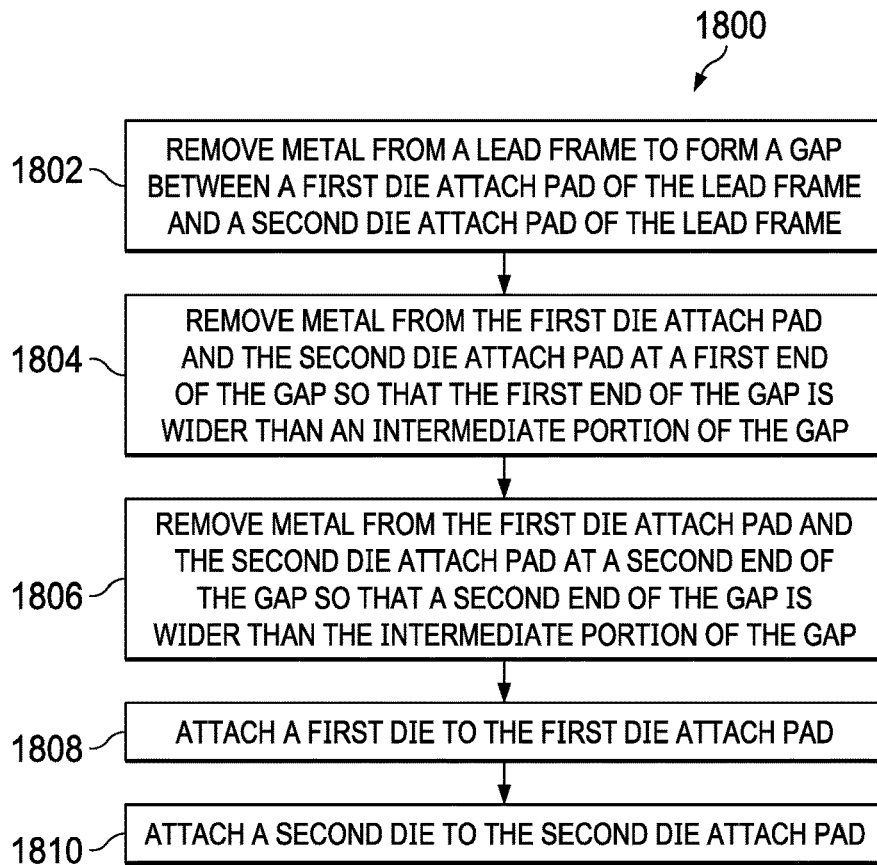 1800
1802
REMOVE METAL FROM A LEAD FRAME TO FORM A GAP
BETWEEN A FIRST DIE ATTACH PAD OF THE LEAD FRAME
AND A SECOND DIE ATTACH PAD OF THE LEAD FRAME
1804
REMOVE METAL FROM THE FIRST DIE ATTACH PAD
AND THE SECOND DIE ATTACH PAD AT A FIRST END
OF THE GAP SO THAT THE FIRST END OF THE GAP IS
WIDER THAN AN INTERMEDIATE PORTION OF THE GAP
1806
REMOVE METAL FROM THE FIRST DIE ATTACH PAD AND
THE SECOND DIE ATTACH PAD AT A SECOND END OF
THE GAP SO THAT A SECOND END OF THE GAP IS
WIDER THAN THE INTERMEDIATE PORTION OF THE GAP
1808
ATTACH A FIRST DIE TO THE FIRST DIE ATTACH PAD
1810
ATTACH A SECOND DIE TO THE SECOND DIE ATTACH PAD